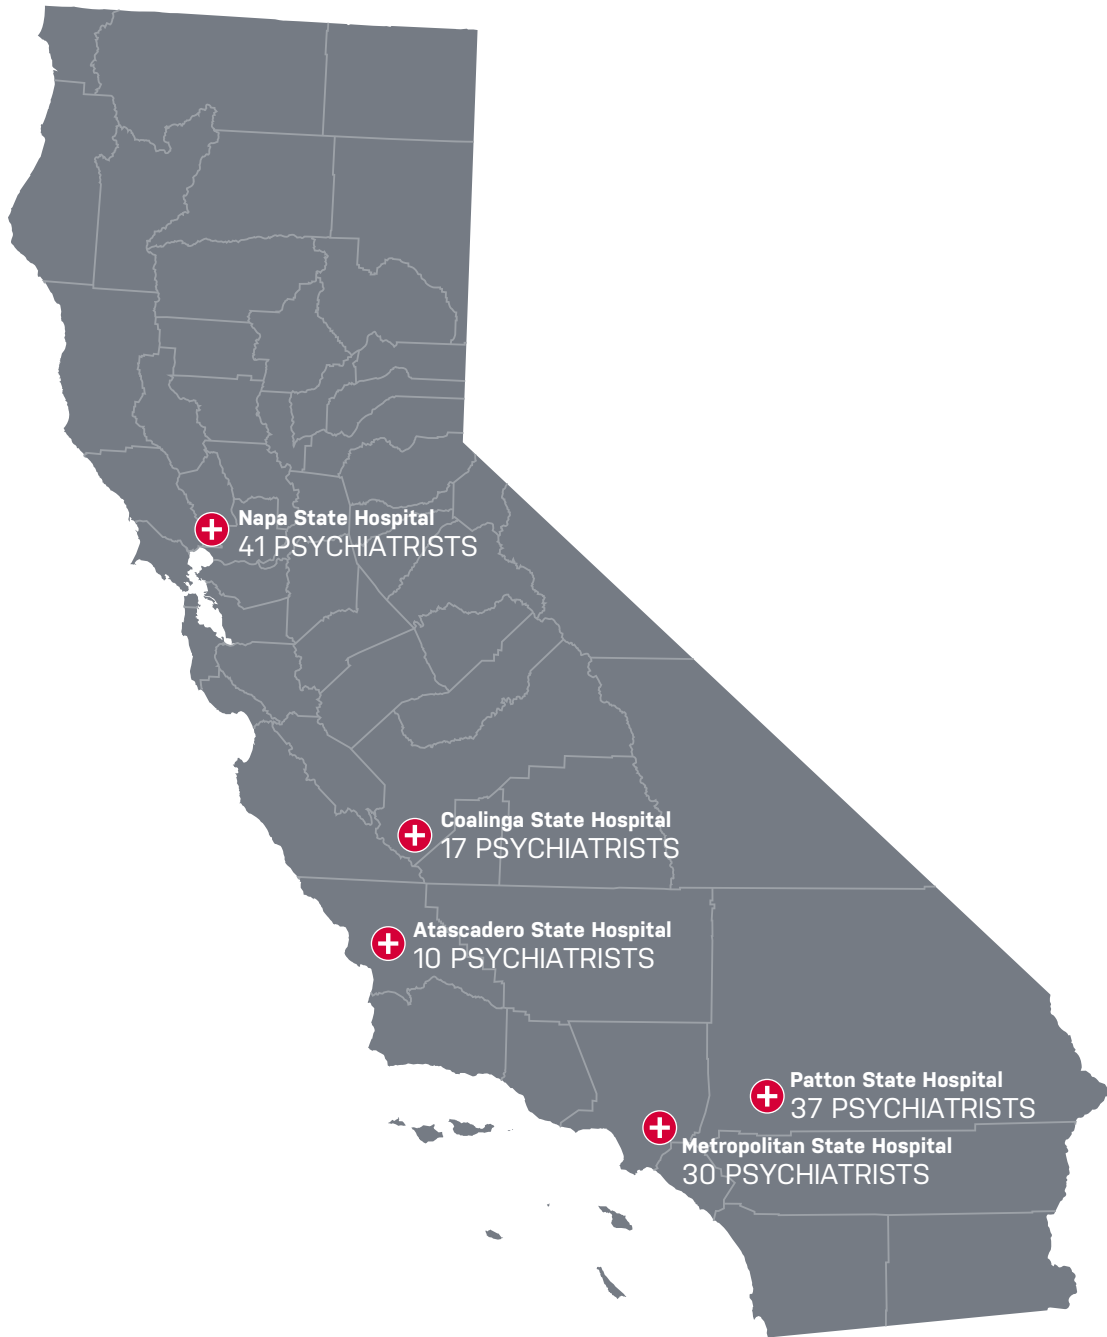 Napa State Hospital
41 PSYCHIATRISTS
Coalinga State Hospital
17 PSYCHIATRISTS
Atascadero State Hospital
10 PSYCHIATRISTS
Patton State Hospital
37 PSYCHIATRISTS
Metropolitan State Hospital
30 PSYCHIATRISTS